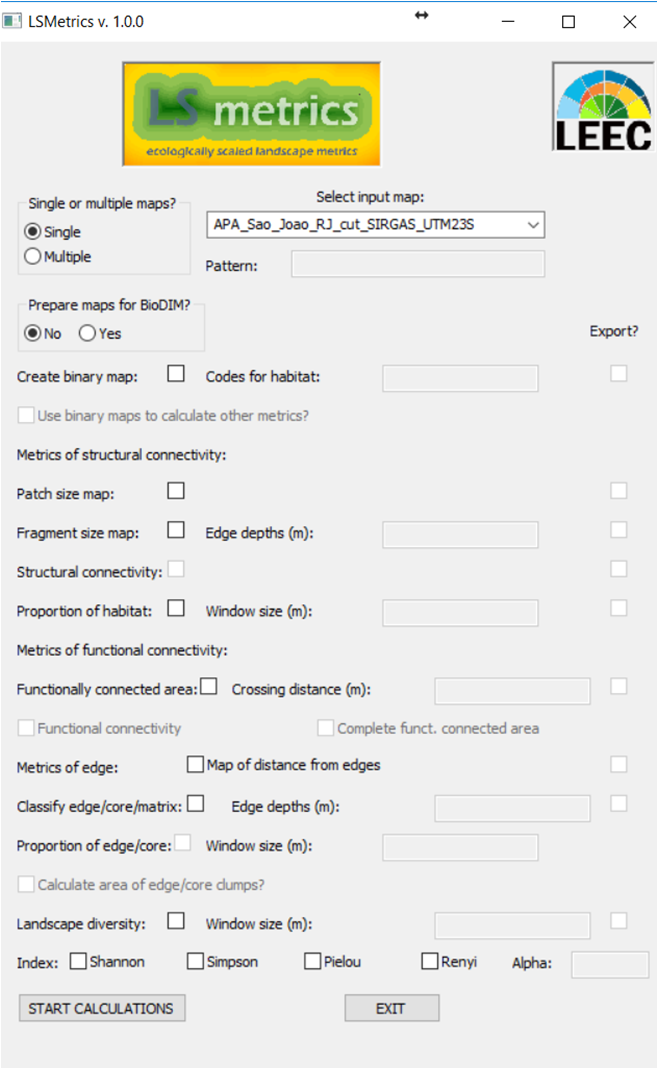 LSMetrics v. 1.0.0
LS metrics
ecologically scaled landscape metrics
LEEC
Single or multiple maps?
Select input map:
Single
APA_Sao_Joao_RJ_cut_SIRGAS_UTM23S
Multiple
Pattern:
Prepare maps for BioDIM?
No Yes
Export?
Create binary map: Codes for habitat:
Use binary maps to calculate other metrics?
Metrics of structural connectivity:
Patch size map:
Fragment size map: Edge depths (m):
Structural connectivity:
Proportion of habitat: Window size (m):
Metrics of functional connectivity:
Functionally connected area: Crossing distance (m):
Functional connectivity Complete funct. connected area
Metrics of edge: Map of distance from edges
Classify edge/core/matrix: Edge depths (m):
Proportion of edge/core: Window size (m):
Calculate area of edge/core clumps?
Landscape diversity: Window size (m):
Index: Shannon Simpson Pielou Renyi Alpha:
START CALCULATIONS EXIT